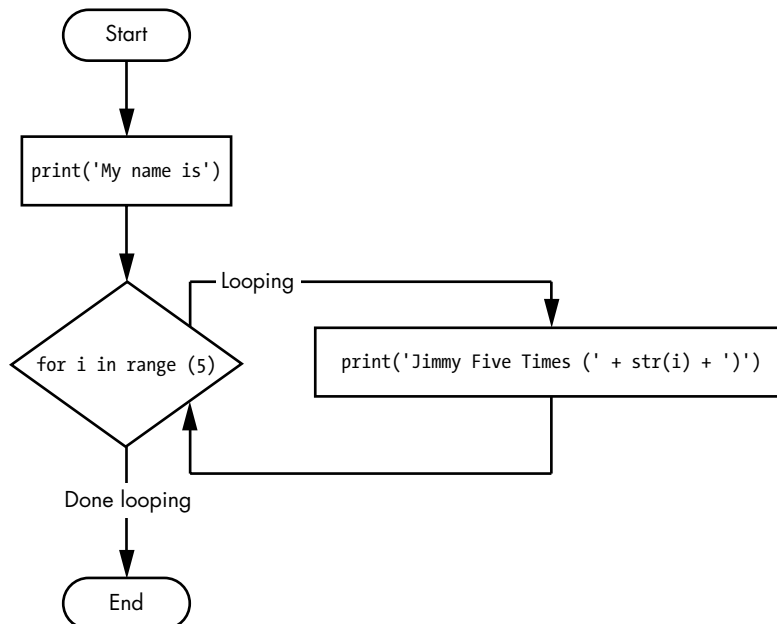 Start
print('My name is')
Looping
for i in range (5)
print('Jimmy Five Times (' + str(i) + ')')
Done looping
End